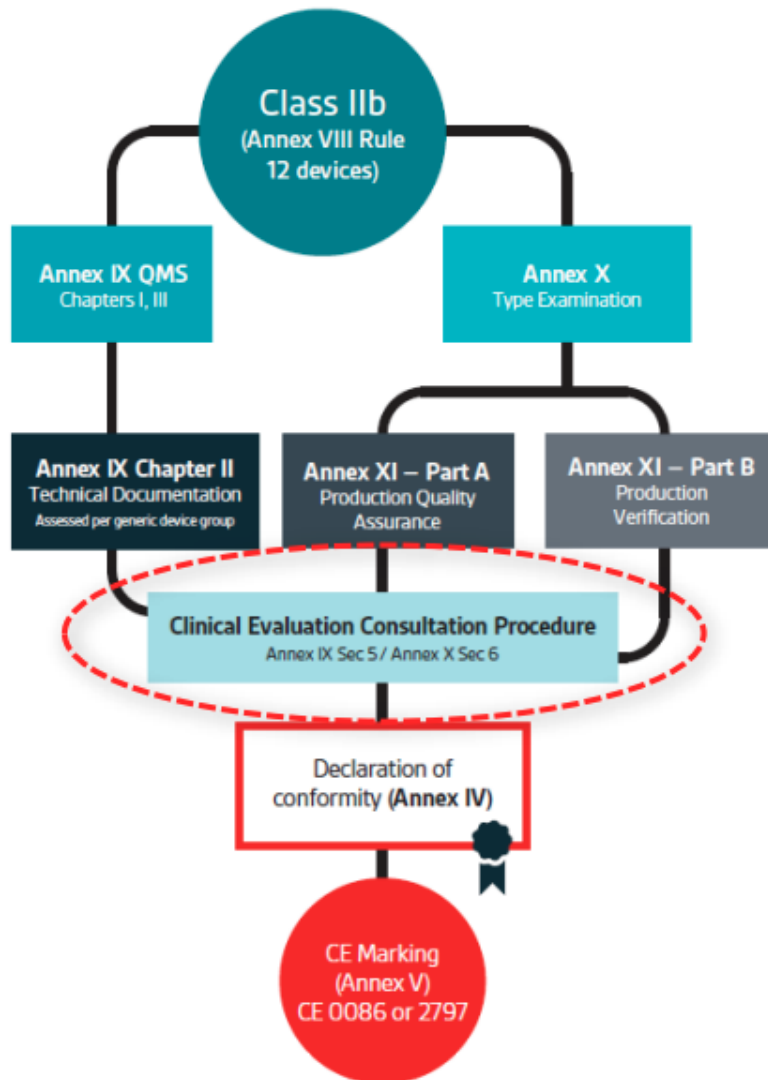 Class IIb
(Annex VIII Rule
12 devices)
Annex IX QMS
Chapters I, III
Annex X
Type Examination
Annex IX Chapter II
Technical Documentation
Assessed per generic device group
Annex XI – Part A
Production Quality
Assurance
Annex XI – Part B
Production
Verification
Clinical Evaluation Consultation Procedure
Annex IX Sec 5 / Annex X Sec 6
Declaration of
conformity (Annex IV)
CE Marking
(Annex V)
CE 0086 or 2797